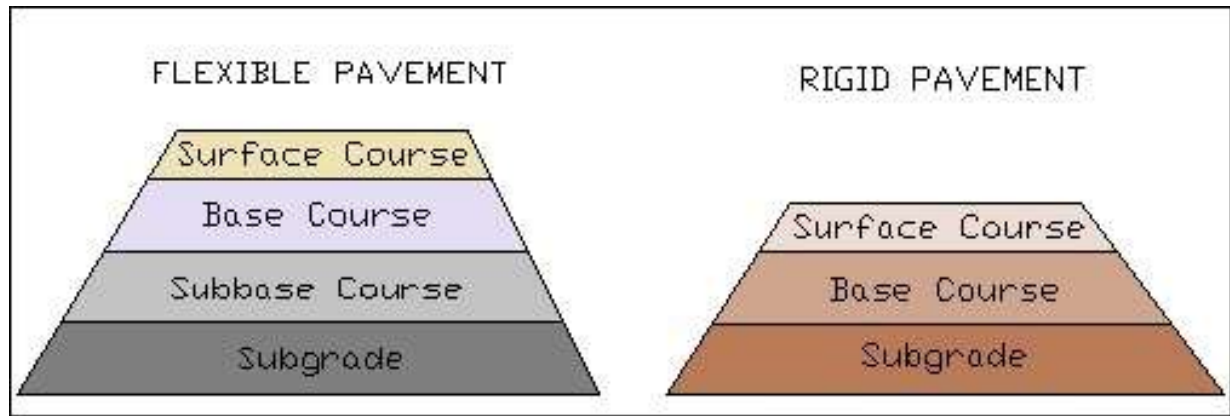 FLEXIBLE PAVEMENT
Surface Course
Base Course
Subbase Course
Subgrade
RIGID PAVEMENT
Surface Course
Base Course
Subgrade